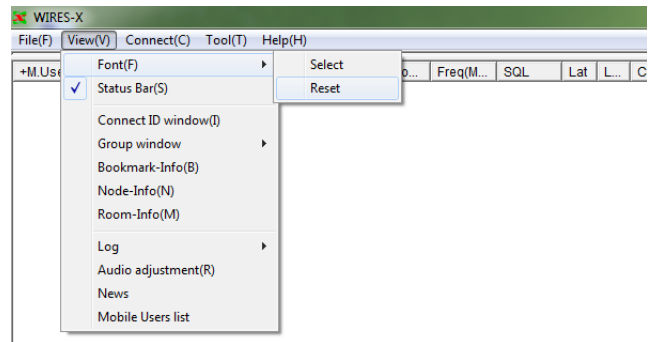 WIRES-X
File(F) View(V) Connect(C) Tool(T) Help(H)
+M.Use Freq(M... SQL Lat L... C
Font(F) Select
Status Bar(S) Reset
Connect ID window(I)
Group window
Bookmark-Info(B)
Node-Info(N)
Room-Info(M)
Log
Audio adjustment(R)
News
Mobile Users list